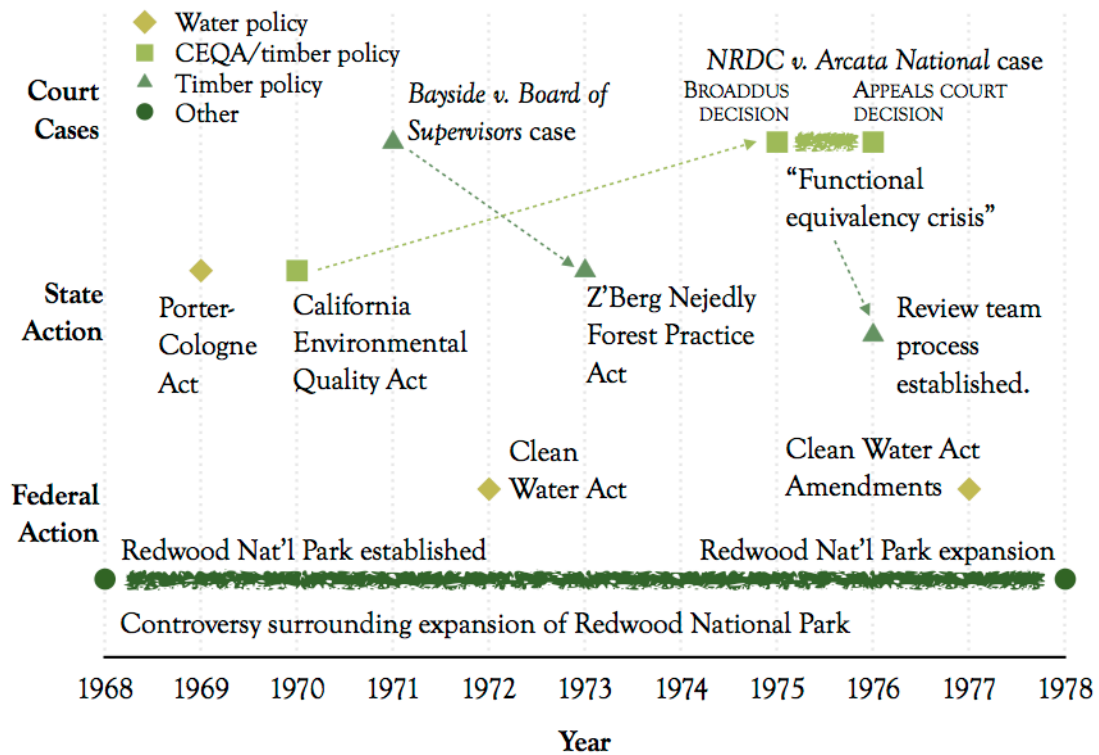 Water policy
CEQA/timber policy
Timber policy
Other
Court
Cases
Bayside v. Board of
Supervisors case
NRDC v. Arcata National case
BROADDUS
DECISION
APPEALS COURT
DECISION
“Functional
equivalency crisis”
State
Action
Porter-
Cologne
Act
California
Environmental
Quality Act
Z’Berg Nejedly
Forest Practice
Act
Review team
process
established.
Federal
Action
Clean
Water Act
Clean Water Act
Amendments
Redwood Nat’l Park established
Redwood Nat’l Park expansion
Controversy surrounding expansion of Redwood National Park
1968 1969 1970 1971 1972 1973 1974 1975 1976 1977 1978
Year